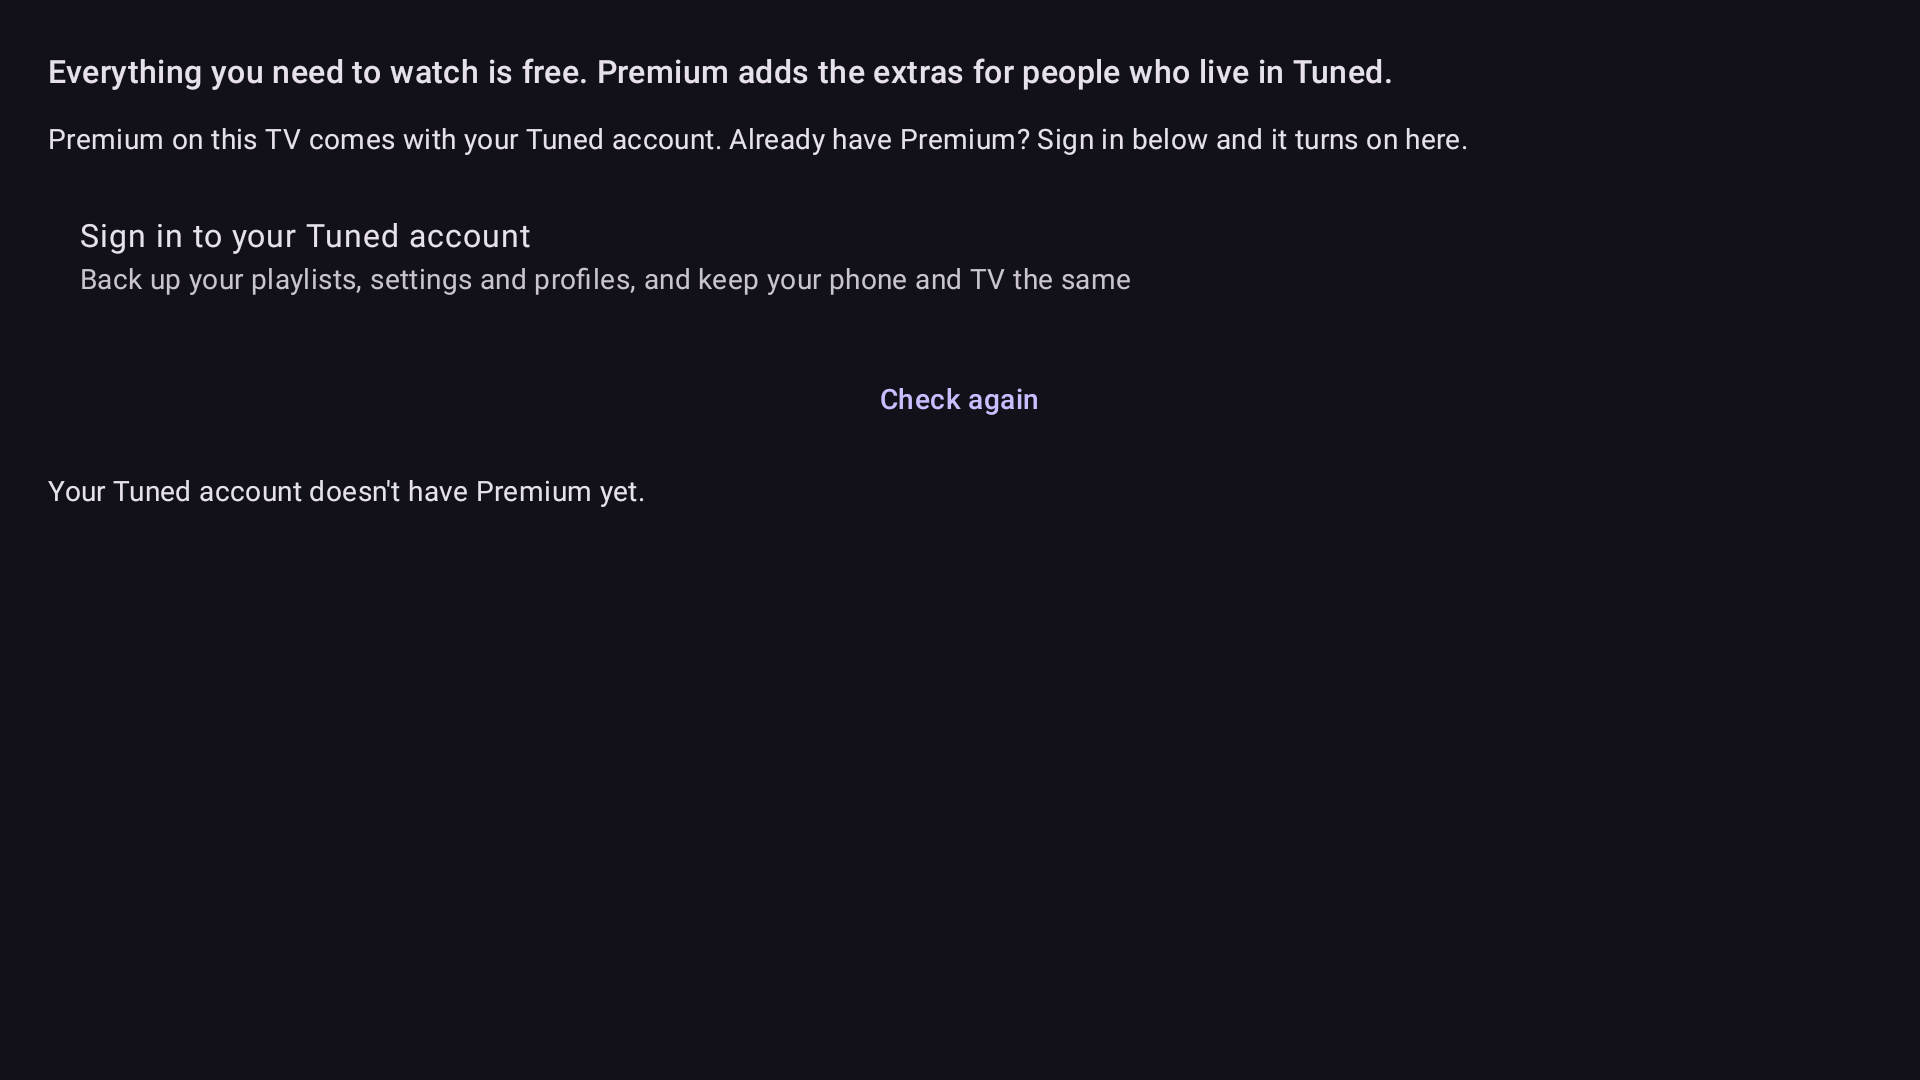 Everything you need to watch is free. Premium adds the extras for people who live in Tuned.
Premium on this TV comes with your Tuned account. Already have Premium? Sign in below and it turns on here.
Sign in to your Tuned account
Back up your playlists, settings and profiles, and keep your phone and TV the same
Check again
Your Tuned account doesn't have Premium yet.